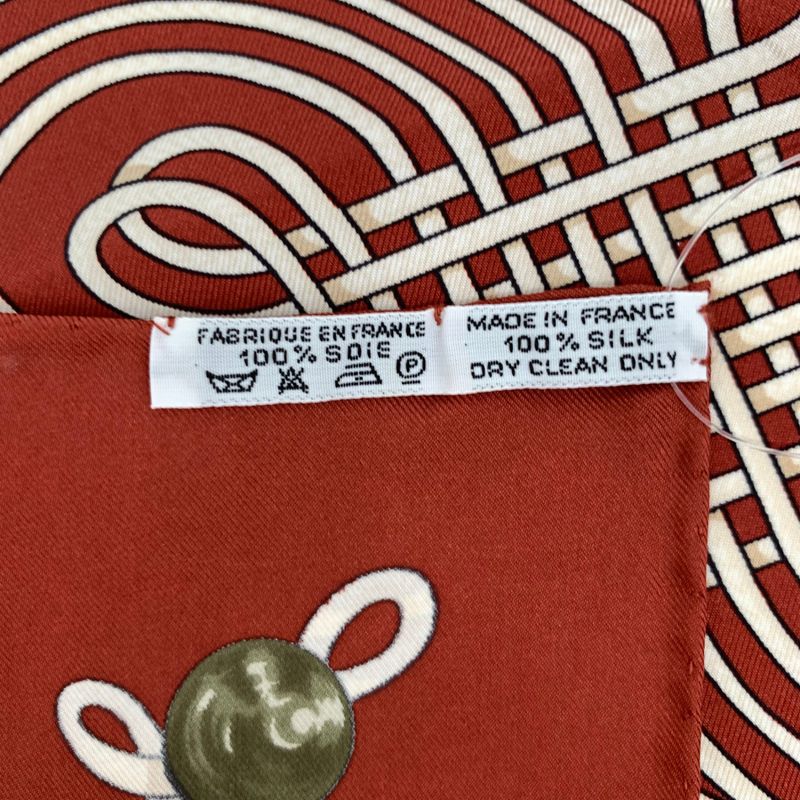 FABRIQUE EN FRANCE
100% SOIE
P
MADE IN FRANCE
100% SILK
DRY CLEAN ONLY